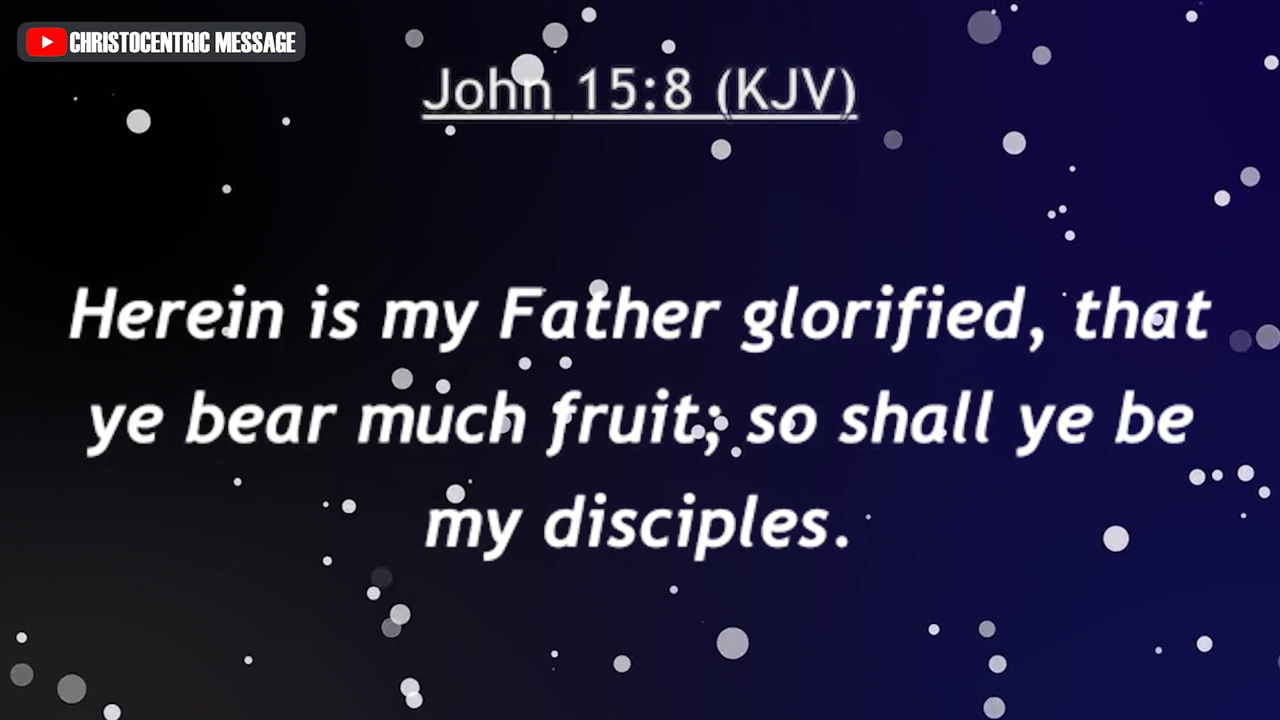 CHRISTOCENTRIC MESSAGE
John 15:8 (KJV)
Herein is my Father glorified, that
ye bear much fruit; so shall ye be
my disciples.